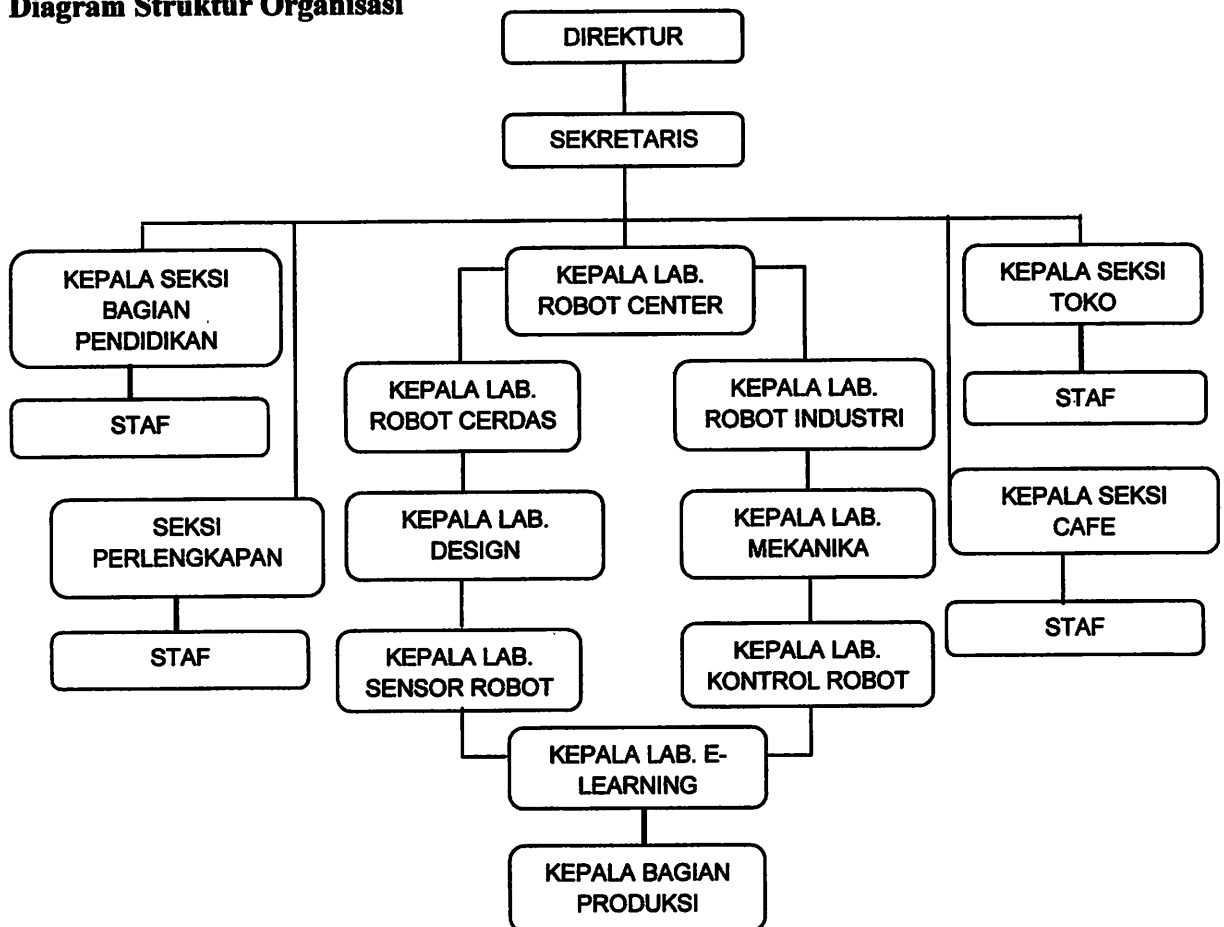 Diagram Struktur Organisasi
DIREKTUR
SEKRETARIS
KEPALA SEKSI
BAGIAN
PENDIDIKAN
STAF
SEKSI
PERLENGKAPAN
STAF
KEPALA LAB.
ROBOT CENTER
KEPALA LAB.
ROBOT CERDAS
KEPALA LAB.
DESIGN
KEPALA LAB.
SENSOR ROBOT
KEPALA LAB.
ROBOT INDUSTRI
KEPALA LAB.
MEKANIKA
KEPALA LAB.
KONTROL ROBOT
KEPALA LAB. E-
LEARNING
KEPALA BAGIAN
PRODUKSI
KEPALA SEKSI
TOKO
STAF
KEPALA SEKSI
CAFE
STAF